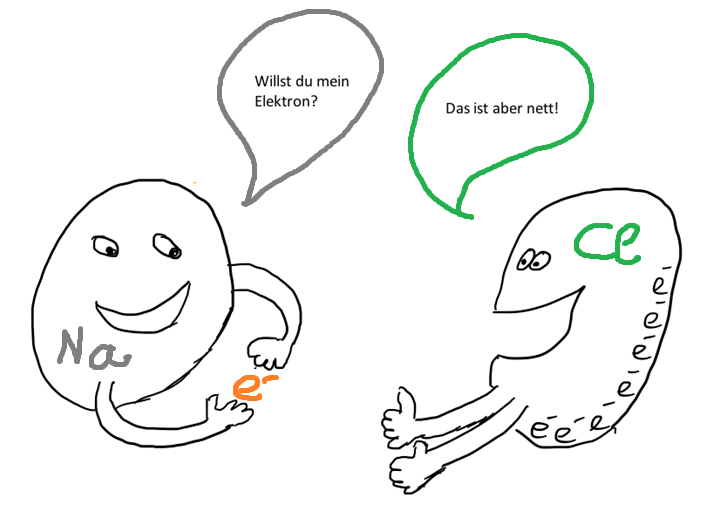 Willst du mein
Elektron?
Das ist aber nett!
Na
e⁻
Cl
e⁻
e⁻
e⁻
e⁻
e⁻
e⁻
e⁻